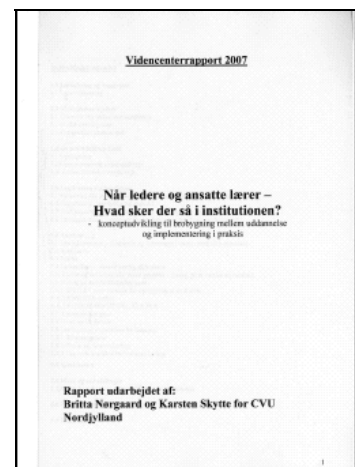 Videncenterrapport 2007
Når ledere og ansatte lærer –
Hvad sker der så i institutionen?
- konceptudvikling til brobygning mellem uddannelse
og implementering i praksis
Rapport udarbejdet af:
Britta Nørgaard og Karsten Skytte for CVU
Nordjylland
1